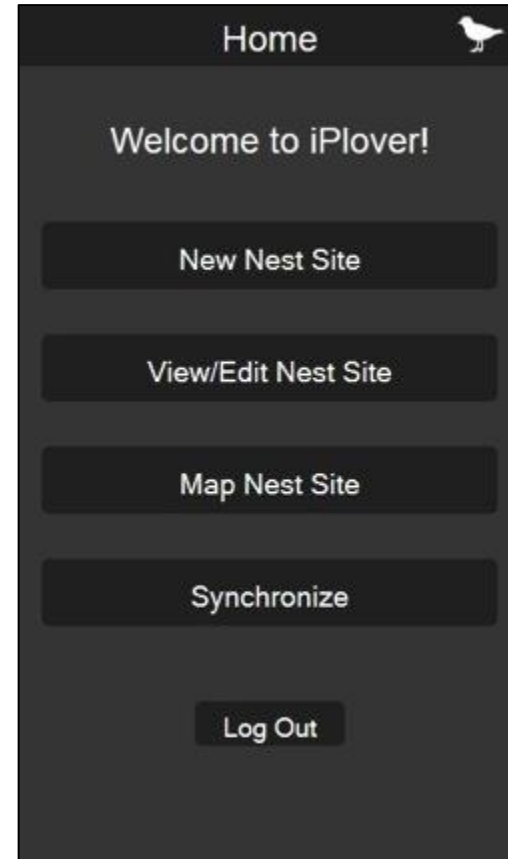 Home
Welcome to iPlover!
New Nest Site
View/Edit Nest Site
Map Nest Site
Synchronize
Log Out